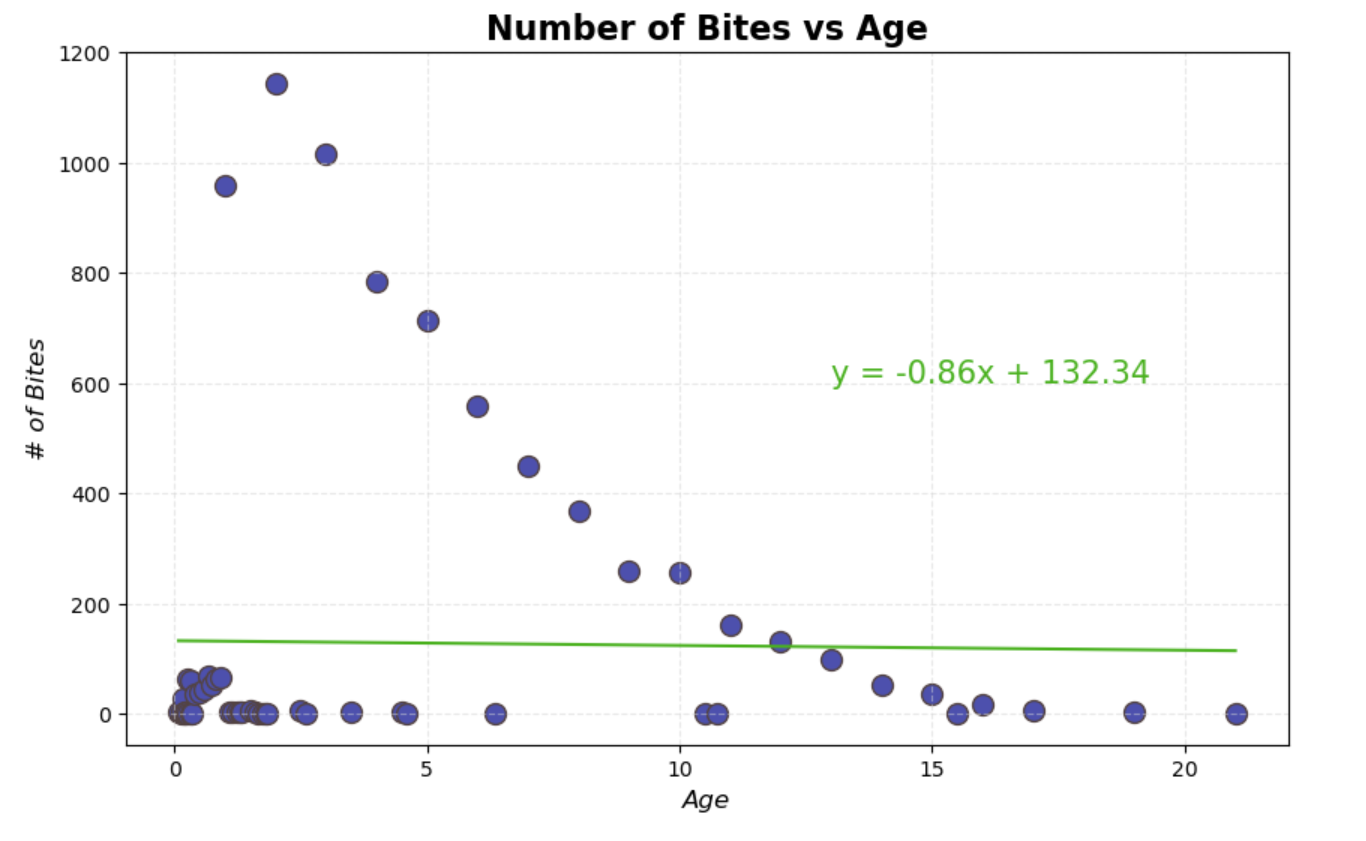 Number of Bites vs Age
1200
1000
800
600
400
200
0
# of Bites
y = -0.86x + 132.34
0 5 10 15 20
Age